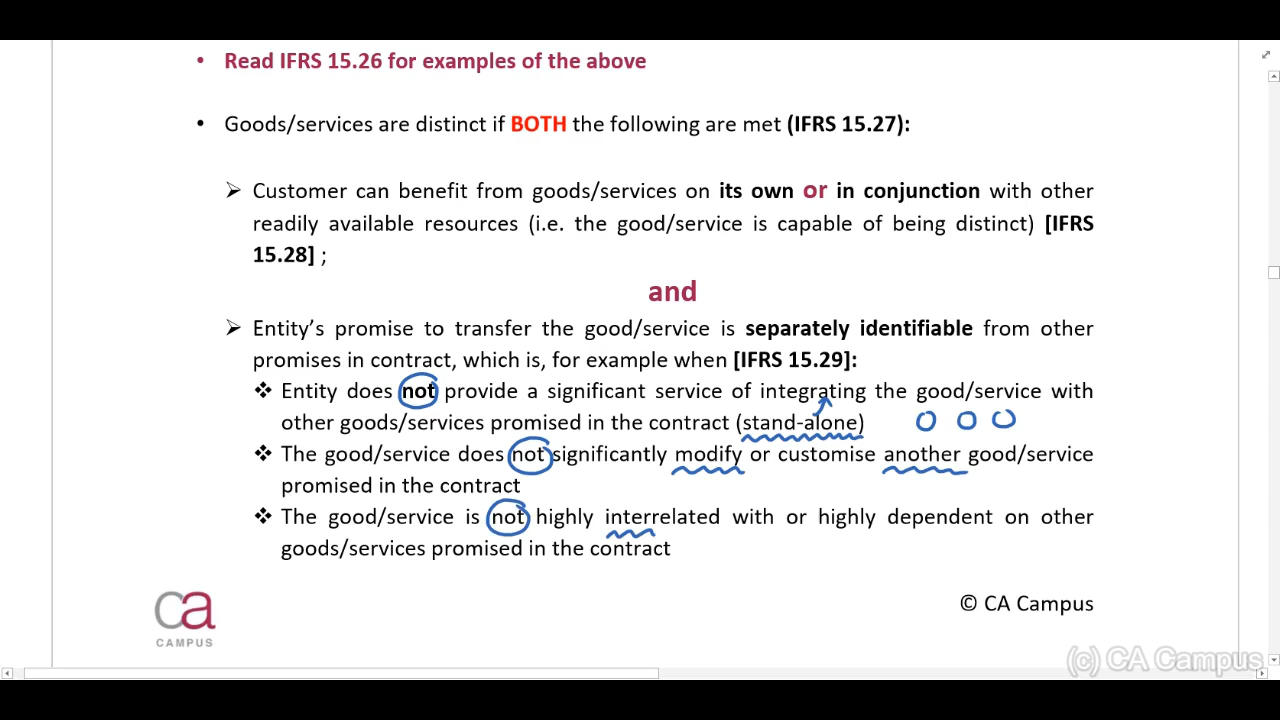 • Read IFRS 15.26 for examples of the above
• Goods/services are distinct if BOTH the following are met (IFRS 15.27):
➢ Customer can benefit from goods/services on its own or in conjunction with other
readily available resources (i.e. the good/service is capable of being distinct) [IFRS
15.28] ;
and
➢ Entity’s promise to transfer the good/service is separately identifiable from other
promises in contract, which is, for example when [IFRS 15.29]:
❖ Entity does not provide a significant service of integrating the good/service with
other goods/services promised in the contract (stand-alone)
❖ The good/service does not significantly modify or customise another good/service
promised in the contract
❖ The good/service is not highly interrelated with or highly dependent on other
goods/services promised in the contract
ca
CAMPUS
© CA Campus
(c) CA Campus